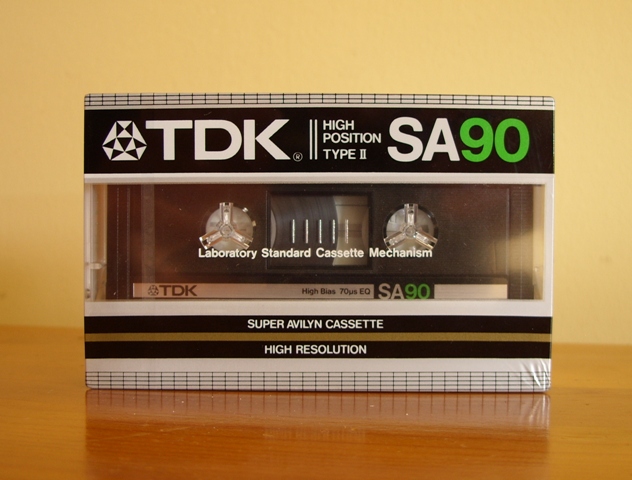 TDK® HIGH POSITION TYPE II SA90
Laboratory Standard Cassette Mechanism
TDK High Bias 70μs EQ SA90
SUPER AVILYN CASSETTE
HIGH RESOLUTION